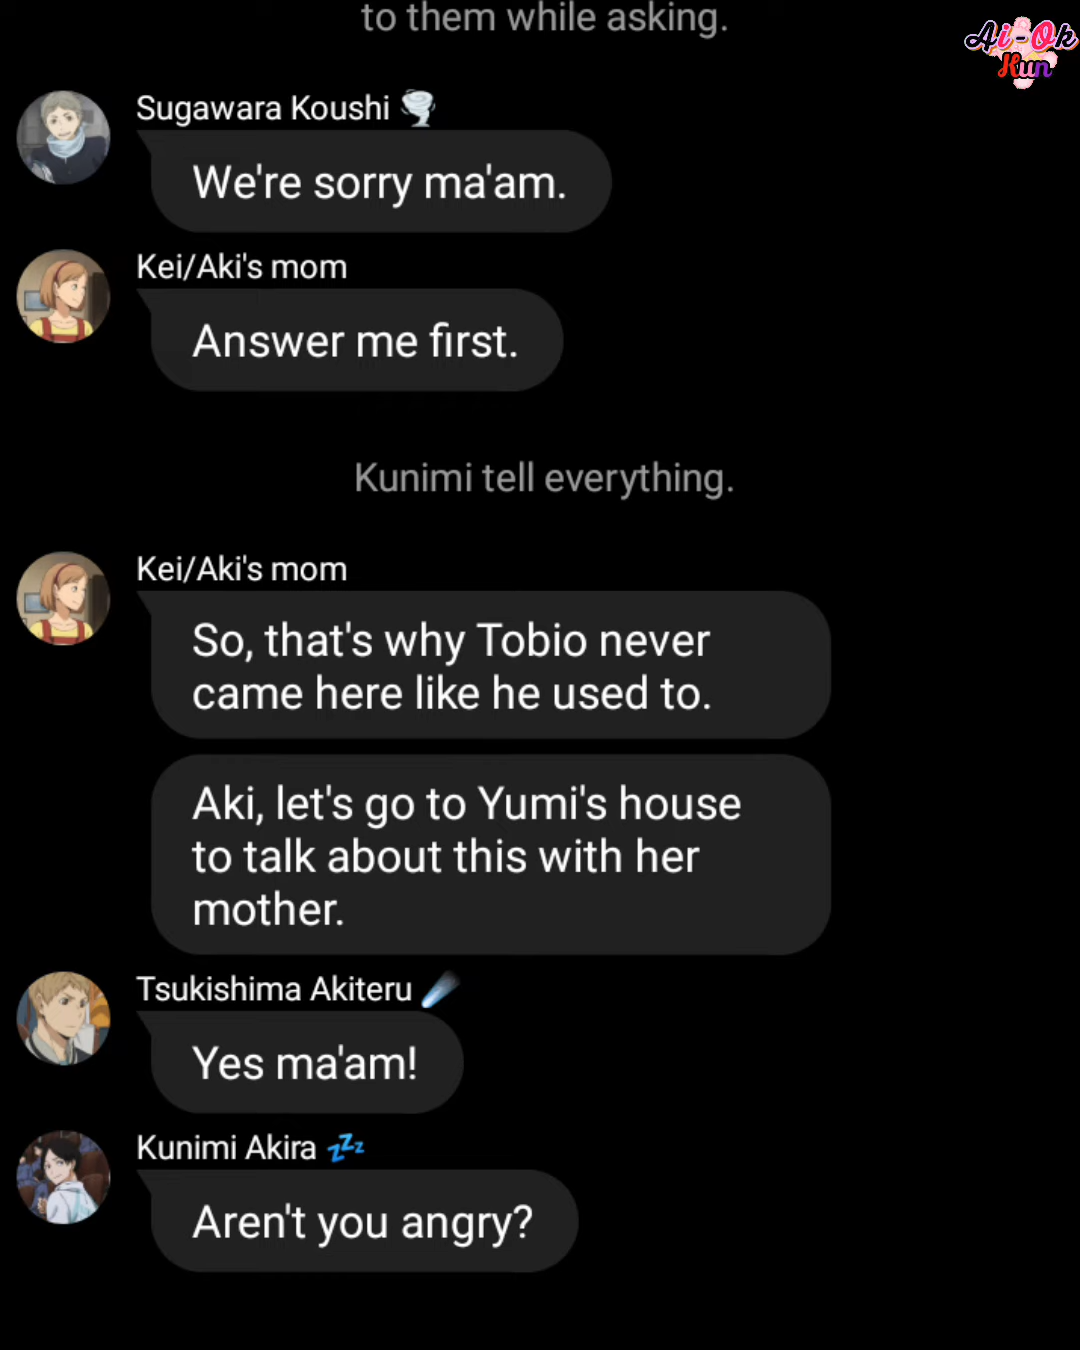 to them while asking.
Ai-Ok
Kun
Sugawara Koushi 🌪️
We're sorry ma'am.
Kei/Aki's mom
Answer me first.
Kunimi tell everything.
Kei/Aki's mom
So, that's why Tobio never
came here like he used to.
Aki, let's go to Yumi's house
to talk about this with her
mother.
Tsukishima Akiteru ☄️
Yes ma'am!
Kunimi Akira 💤
Aren't you angry?